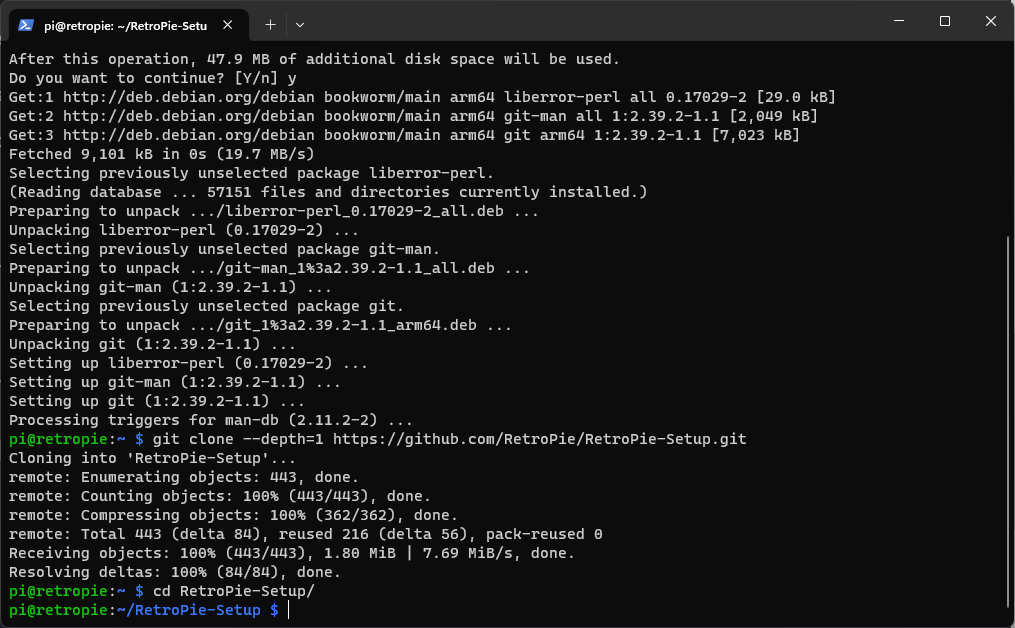 pi@retropie: ~/RetroPie-Setu
After this operation, 47.9 MB of additional disk space will be used.
Do you want to continue? [Y/n] y
Get:1 http://deb.debian.org/debian bookworm/main arm64 liberror-perl all 0.17029-2 [29.0 kB]
Get:2 http://deb.debian.org/debian bookworm/main arm64 git-man all 1:2.39.2-1.1 [2,049 kB]
Get:3 http://deb.debian.org/debian bookworm/main arm64 git arm64 1:2.39.2-1.1 [7,023 kB]
Fetched 9,101 kB in 0s (19.7 MB/s)
Selecting previously unselected package liberror-perl.
(Reading database ... 57151 files and directories currently installed.)
Preparing to unpack .../liberror-perl_0.17029-2_all.deb ...
Unpacking liberror-perl (0.17029-2) ...
Selecting previously unselected package git-man.
Preparing to unpack .../git-man_1%3a2.39.2-1.1_all.deb ...
Unpacking git-man (1:2.39.2-1.1) ...
Selecting previously unselected package git.
Preparing to unpack .../git_1%3a2.39.2-1.1_arm64.deb ...
Unpacking git (1:2.39.2-1.1) ...
Setting up liberror-perl (0.17029-2) ...
Setting up git-man (1:2.39.2-1.1) ...
Setting up git (1:2.39.2-1.1) ...
Processing triggers for man-db (2.11.2-2) ...
pi@retropie:~ $ git clone --depth=1 https://github.com/RetroPie/RetroPie-Setup.git
Cloning into 'RetroPie-Setup'...
remote: Enumerating objects: 443, done.
remote: Counting objects: 100% (443/443), done.
remote: Compressing objects: 100% (362/362), done.
remote: Total 443 (delta 84), reused 216 (delta 56), pack-reused 0
Receiving objects: 100% (443/443), 1.80 MiB | 7.69 MiB/s, done.
Resolving deltas: 100% (84/84), done.
pi@retropie:~ $ cd RetroPie-Setup/
pi@retropie:~/RetroPie-Setup $